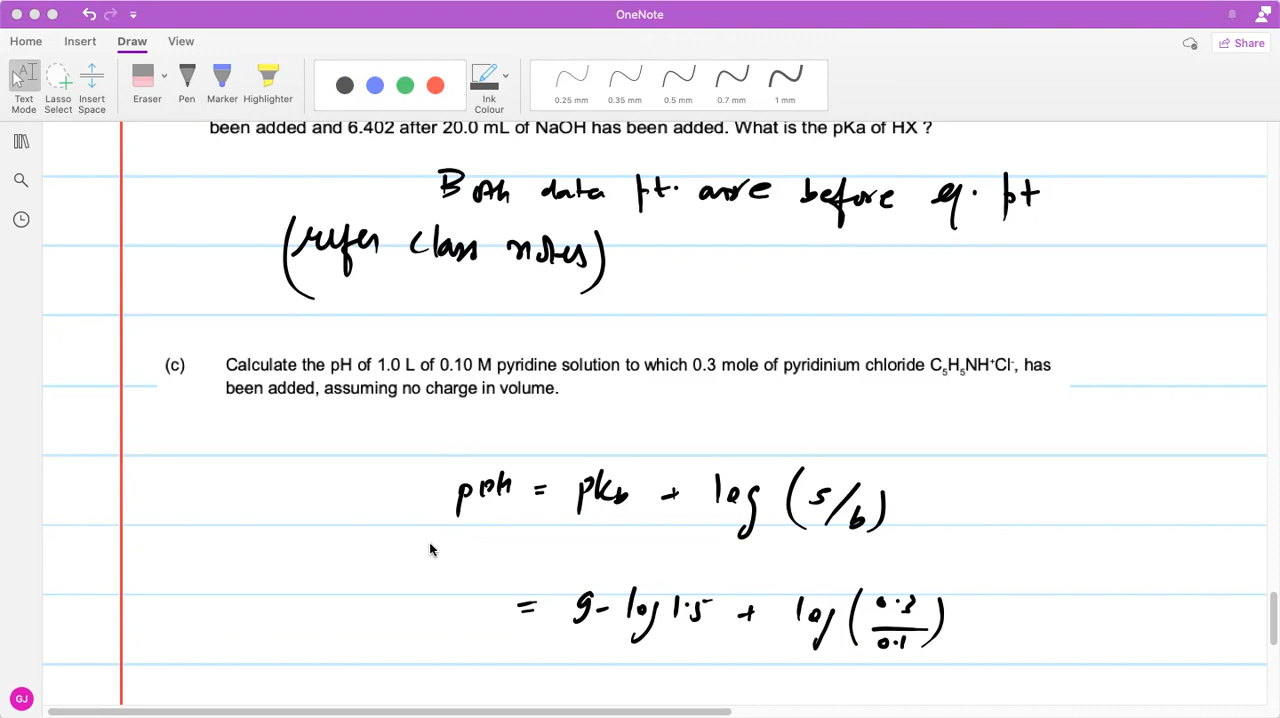 OneNote
Home Insert Draw View
Share
Text Mode
Lasso Select
Insert Space
Eraser
Pen
Marker
Highlighter
Ink Colour
0.25 mm
0.35 mm
0.5 mm
0.7 mm
1 mm
been added and 6.402 after 20.0 mL of NaOH has been added. What is the pKa of HX ?
Both data pt. are before eq. pt
(refer class notes)
(c) Calculate the pH of 1.0 L of 0.10 M pyridine solution to which 0.3 mole of pyridinium chloride C₅H₅NH⁺Cl⁻, has
been added, assuming no charge in volume.
pOH = pKb + log (s/b)
= 9 - log 1.5 + log (0.3/0.1)
GJ